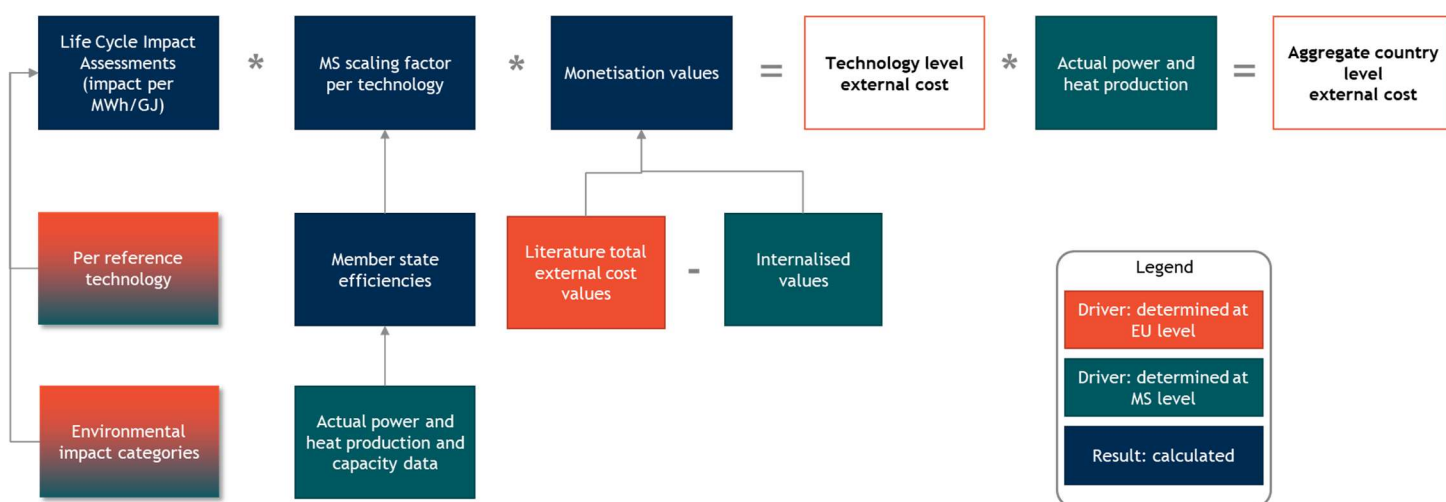 Life Cycle Impact
Assessments
(impact per
MWh/GJ)
*
MS scaling factor
per technology
*
Monetisation values
=
Technology level
external cost
*
Actual power and
heat production
=
Aggregate country
level
external cost
Per reference
technology
Member state
efficiencies
Literature total
external cost
values
-
Internalised
values
Environmental
impact categories
Actual power and
heat production and
capacity data
Legend
Driver: determined at
EU level
Driver: determined at
MS level
Result: calculated